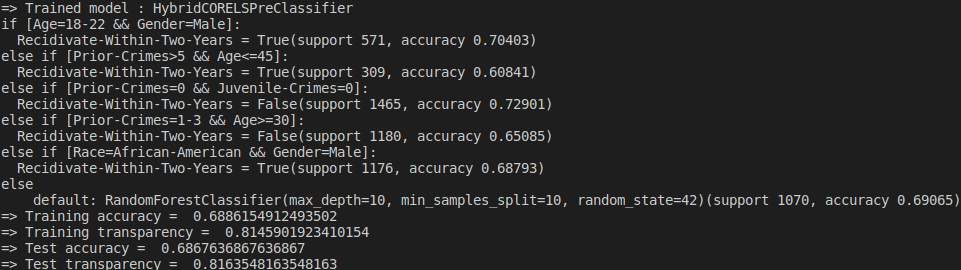 => Trained model : HybridCORELSPreClassifier
if [Age=18-22 && Gender=Male]:
  Recidivate-Within-Two-Years = True(support 571, accuracy 0.70403)
else if [Prior-Crimes>5 && Age<=45]:
  Recidivate-Within-Two-Years = True(support 309, accuracy 0.60841)
else if [Prior-Crimes=0 && Juvenile-Crimes=0]:
  Recidivate-Within-Two-Years = False(support 1465, accuracy 0.72901)
else if [Prior-Crimes=1-3 && Age>=30]:
  Recidivate-Within-Two-Years = False(support 1180, accuracy 0.65085)
else if [Race=African-American && Gender=Male]:
  Recidivate-Within-Two-Years = True(support 1176, accuracy 0.68793)
else
    default: RandomForestClassifier(max_depth=10, min_samples_split=10, random_state=42)(support 1070, accuracy 0.69065)
=> Training accuracy =  0.6886154912493502
=> Training transparency =  0.8145901923410154
=> Test accuracy =  0.6867636867636867
=> Test transparency =  0.8163548163548163